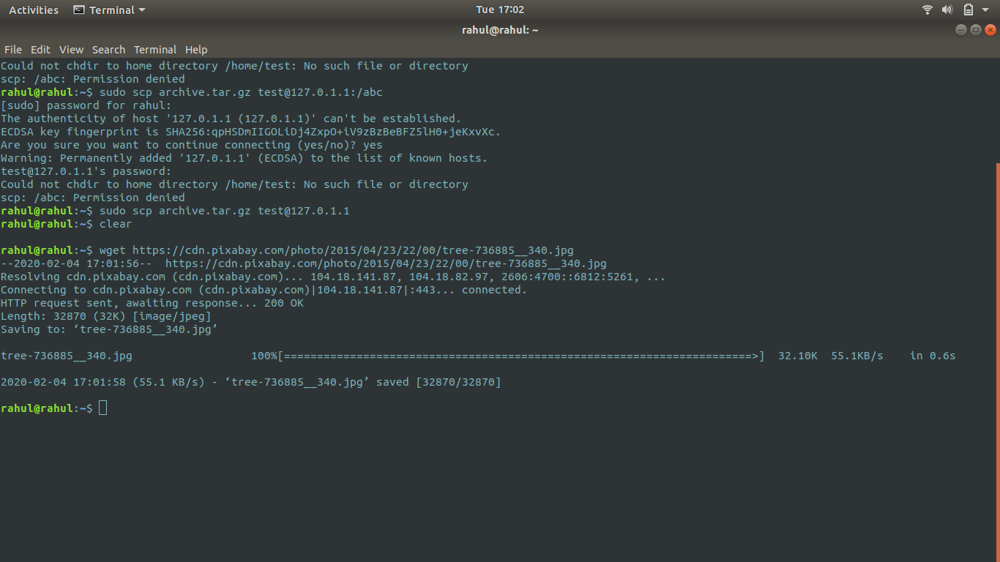 Activities Terminal Tue 17:02
rahul@rahul: ~
File Edit View Search Terminal Help
Could not chdir to home directory /home/test: No such file or directory
scp: /abc: Permission denied
rahul@rahul:~$ sudo scp archive.tar.gz test@127.0.1.1:/abc
[sudo] password for rahul:
The authenticity of host '127.0.1.1 (127.0.1.1)' can't be established.
ECDSA key fingerprint is SHA256:qpHSDmIIGOLiDj4ZxpO+iV9zBzBeBFZ5lH0+jeKxvXc.
Are you sure you want to continue connecting (yes/no)? yes
Warning: Permanently added '127.0.1.1' (ECDSA) to the list of known hosts.
test@127.0.1.1's password:
Could not chdir to home directory /home/test: No such file or directory
scp: /abc: Permission denied
rahul@rahul:~$ sudo scp archive.tar.gz test@127.0.1.1
rahul@rahul:~$ clear
rahul@rahul:~$ wget https://cdn.pixabay.com/photo/2015/04/23/22/00/tree-736885__340.jpg
--2020-02-04 17:01:56--  https://cdn.pixabay.com/photo/2015/04/23/22/00/tree-736885__340.jpg
Resolving cdn.pixabay.com (cdn.pixabay.com)... 104.18.141.87, 104.18.82.97, 2606:4700::6812:5261, ...
Connecting to cdn.pixabay.com (cdn.pixabay.com)|104.18.141.87|:443... connected.
HTTP request sent, awaiting response... 200 OK
Length: 32870 (32K) [image/jpeg]
Saving to: ‘tree-736885__340.jpg’
tree-736885__340.jpg 100%[=======================================================================>] 32.10K 55.1KB/s in 0.6s
2020-02-04 17:01:58 (55.1 KB/s) - ‘tree-736885__340.jpg’ saved [32870/32870]
rahul@rahul:~$